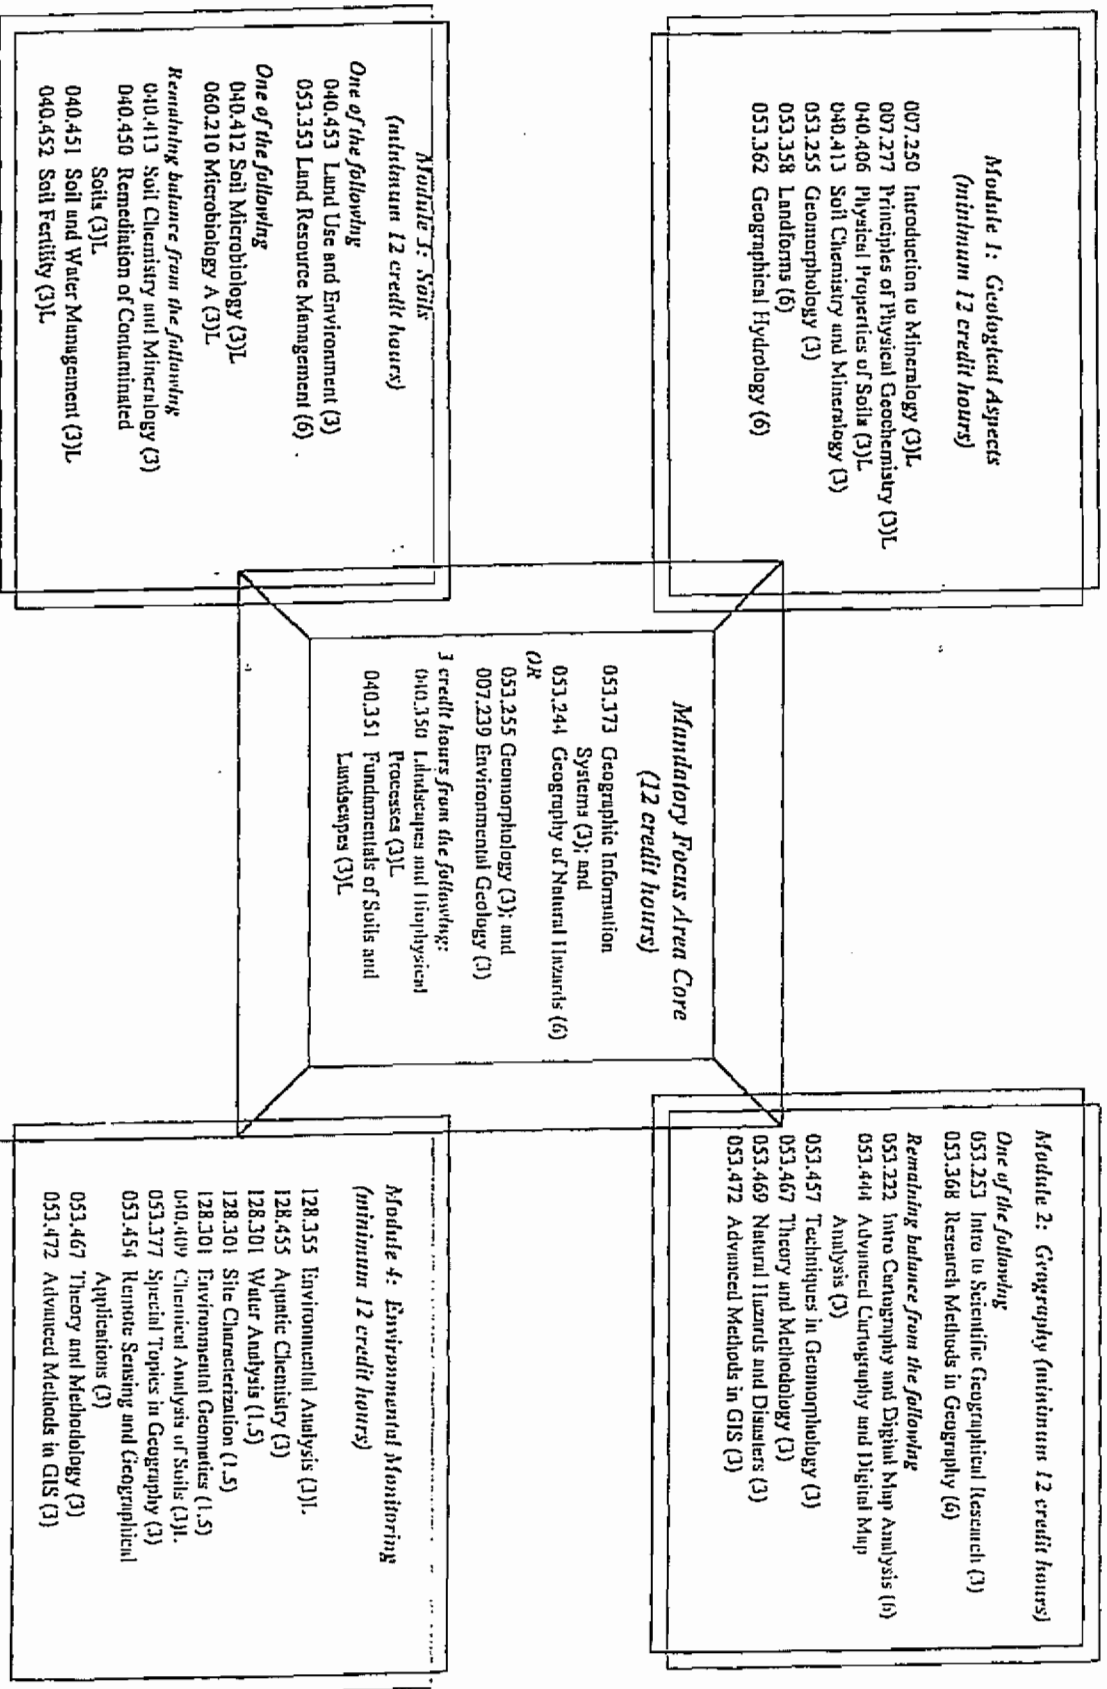 Module 1: Geological Aspects
(minimum 12 credit hours)
007.250 Introduction to Mineralogy (3)L
007.277 Principles of Physical Geochemistry (3)L
040.406 Physical Properties of Soils (3)L
040.413 Soil Chemistry and Mineralogy (3)
053.255 Geomorphology (3)
053.358 Landforms (6)
053.362 Geographical Hydrology (6)
Module 2: Geography (minimum 12 credit hours)
One of the following
053.253 Intro to Scientific Geographical Research (3)
053.368 Research Methods in Geography (6)
Remaining balance from the following
053.222 Intro Cartography and Digital Map Analysis (6)
053.444 Advanced Cartography and Digital Map
Analysis (3)
053.457 Techniques in Geomorphology (3)
053.467 Theory and Methodology (3)
053.469 Natural Hazards and Disasters (3)
053.472 Advanced Methods in GIS (3)
Mandatory Focus Area Core
(12 credit hours)
053.373 Geographic Information
Systems (3); and
053.244 Geography of Natural Hazards (6)
OR
053.255 Geomorphology (3); and
007.239 Environmental Geology (3)
3 credit hours from the following:
040.350 Landscapes and Biophysical
Processes (3)L
040.351 Fundamentals of Soils and
Landscapes (3)L
Module 3: Soils
(minimum 12 credit hours)
One of the following
040.453 Land Use and Environment (3)
053.353 Land Resource Management (6)
One of the following
040.412 Soil Microbiology (3)L
060.210 Microbiology A (3)L
Remaining balance from the following
040.413 Soil Chemistry and Mineralogy (3)
040.450 Remediation of Contaminated
Soils (3)L
040.451 Soil and Water Management (3)L
040.452 Soil Fertility (3)L
Module 4: Environmental Monitoring
(minimum 12 credit hours)
128.355 Environmental Analysis (3)L
128.455 Aquatic Chemistry (3)
128.301 Water Analysis (1.5)
128.301 Site Characterization (1.5)
128.301 Environmental Geomatics (1.5)
040.409 Chemical Analysis of Soils (3)L
053.377 Special Topics in Geography (3)
053.454 Remote Sensing and Geographical
Applications (3)
053.467 Theory and Methodology (3)
053.472 Advanced Methods in GIS (3)